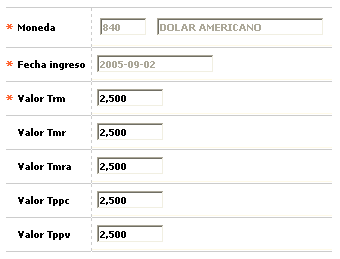 * Moneda 840 DOLAR AMERICANO
* Fecha ingreso 2005-09-02
* Valor Trm 2,500
Valor Tmr 2,500
Valor Tmra 2,500
Valor Tppc 2,500
Valor Tppv 2,500